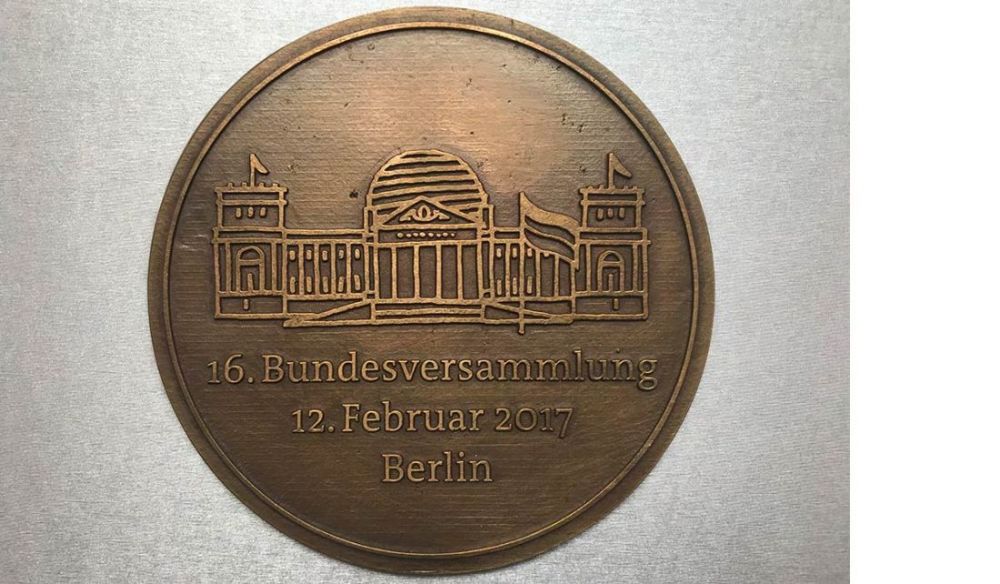 16. Bundesversammlung
12. Februar 2017
Berlin